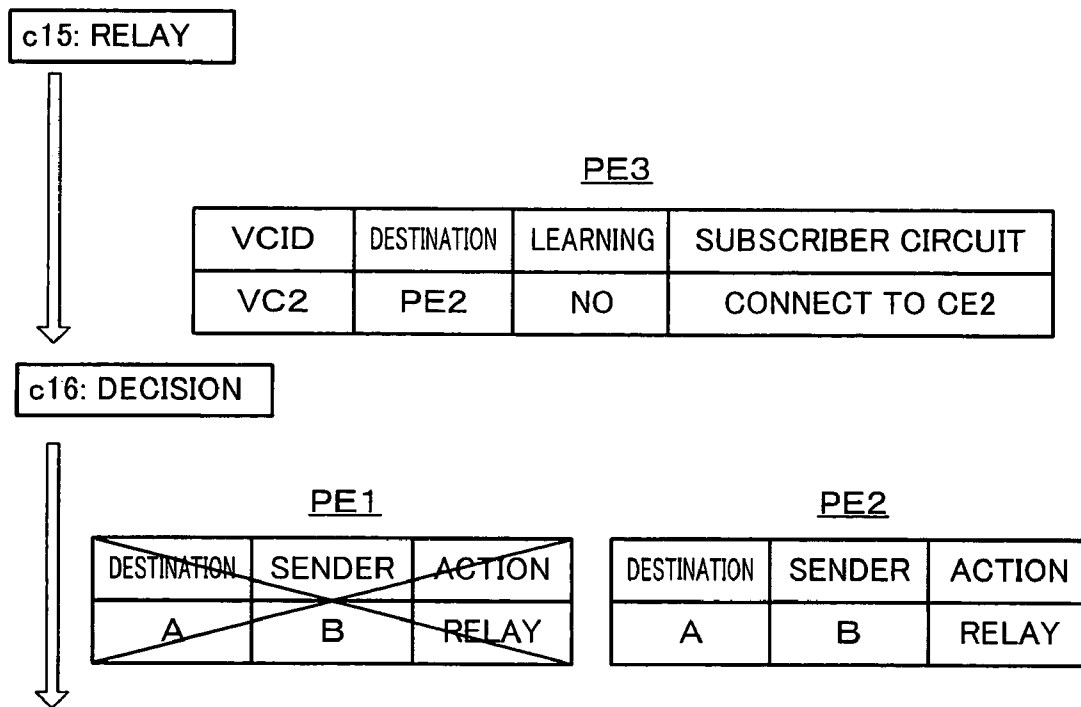 c15: RELAY
PE3
VCID DESTINATION LEARNING SUBSCRIBER CIRCUIT
VC2 PE2 NO CONNECT TO CE2
c16: DECISION
PE1
DESTINATION SENDER ACTION
A B RELAY
PE2
DESTINATION SENDER ACTION
A B RELAY